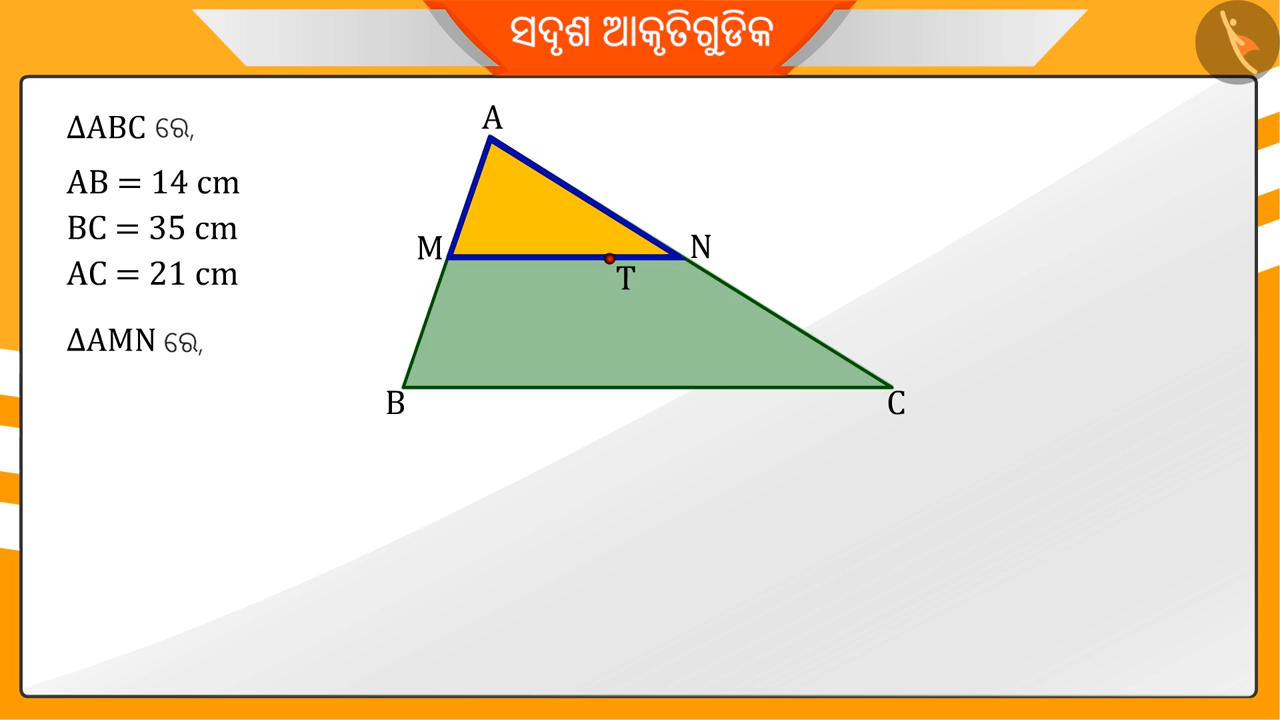 ସଦୃଶ ଆକୃତିଗୁଡିକ
ΔABC ରେ,
AB = 14 cm
BC = 35 cm
AC = 21 cm
ΔAMN ରେ,
A
M
N
T
B
C